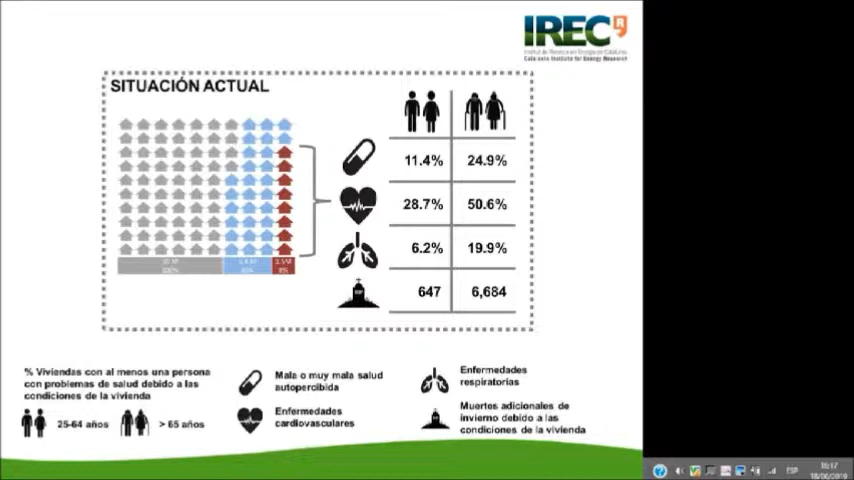 IREC R
Institut de Recerca en Energia de Catalunya
Catalonia Institute for Energy Research
SITUACIÓN ACTUAL
11.4% 24.9%
28.7% 50.6%
6.2% 19.9%
647 6,684
% Viviendas con al menos una persona
con problemas de salud debido a las
condiciones de la vivienda
25-64 años > 65 años
Mala o muy mala salud
autopercibida
Enfermedades
cardiovasculares
Enfermedades
respiratorias
Muertes adicionales de
invierno debido a las
condiciones de la vivienda
ESP